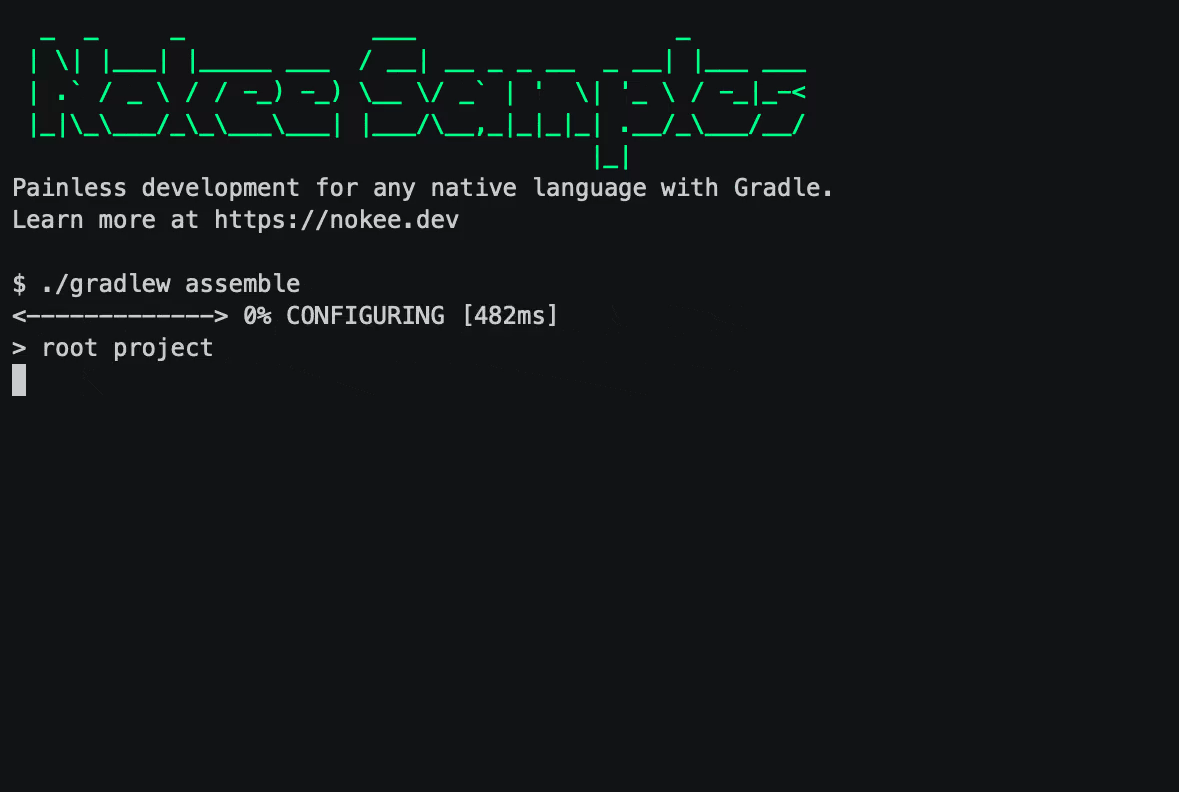 Nokee Samples
Painless development for any native language with Gradle.
Learn more at https://nokee.dev
$ ./gradlew assemble
<-------------> 0% CONFIGURING [482ms]
> root project